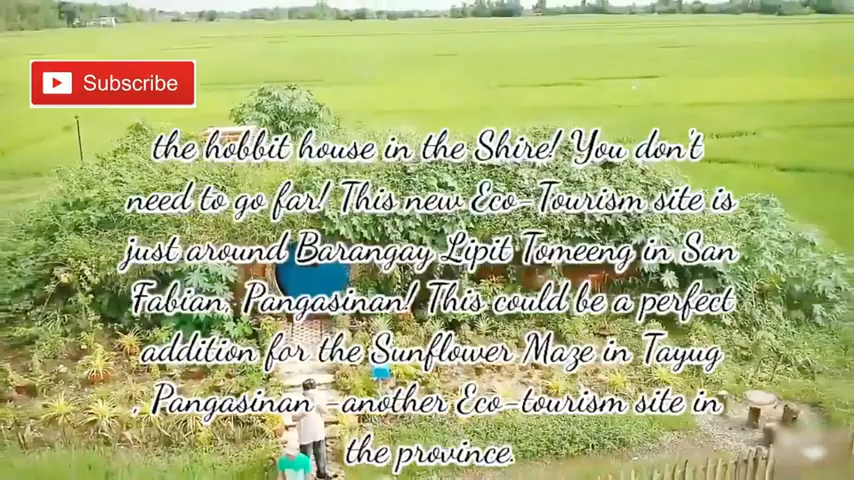 Subscribe
the hobbit house in the Shire! You don't
need to go far! This new Eco-Tourism site is
just around Barangay Lipit Tomeeng in San
Fabian, Pangasinan! This could be a perfect
addition for the Sunflower Maze in Tayug
, Pangasinan -another Eco-tourism site in
the province.